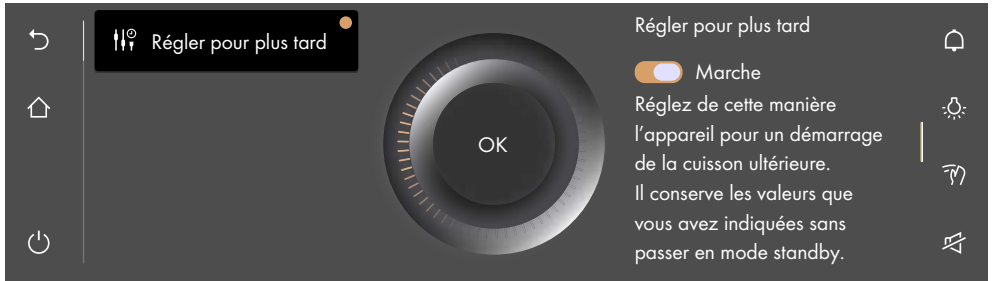 Régler pour plus tard
OK
Régler pour plus tard
Marche
Réglez de cette manière
l'appareil pour un démarrage
de la cuisson ultérieure.
Il conserve les valeurs que
vous avez indiquées sans
passer en mode standby.